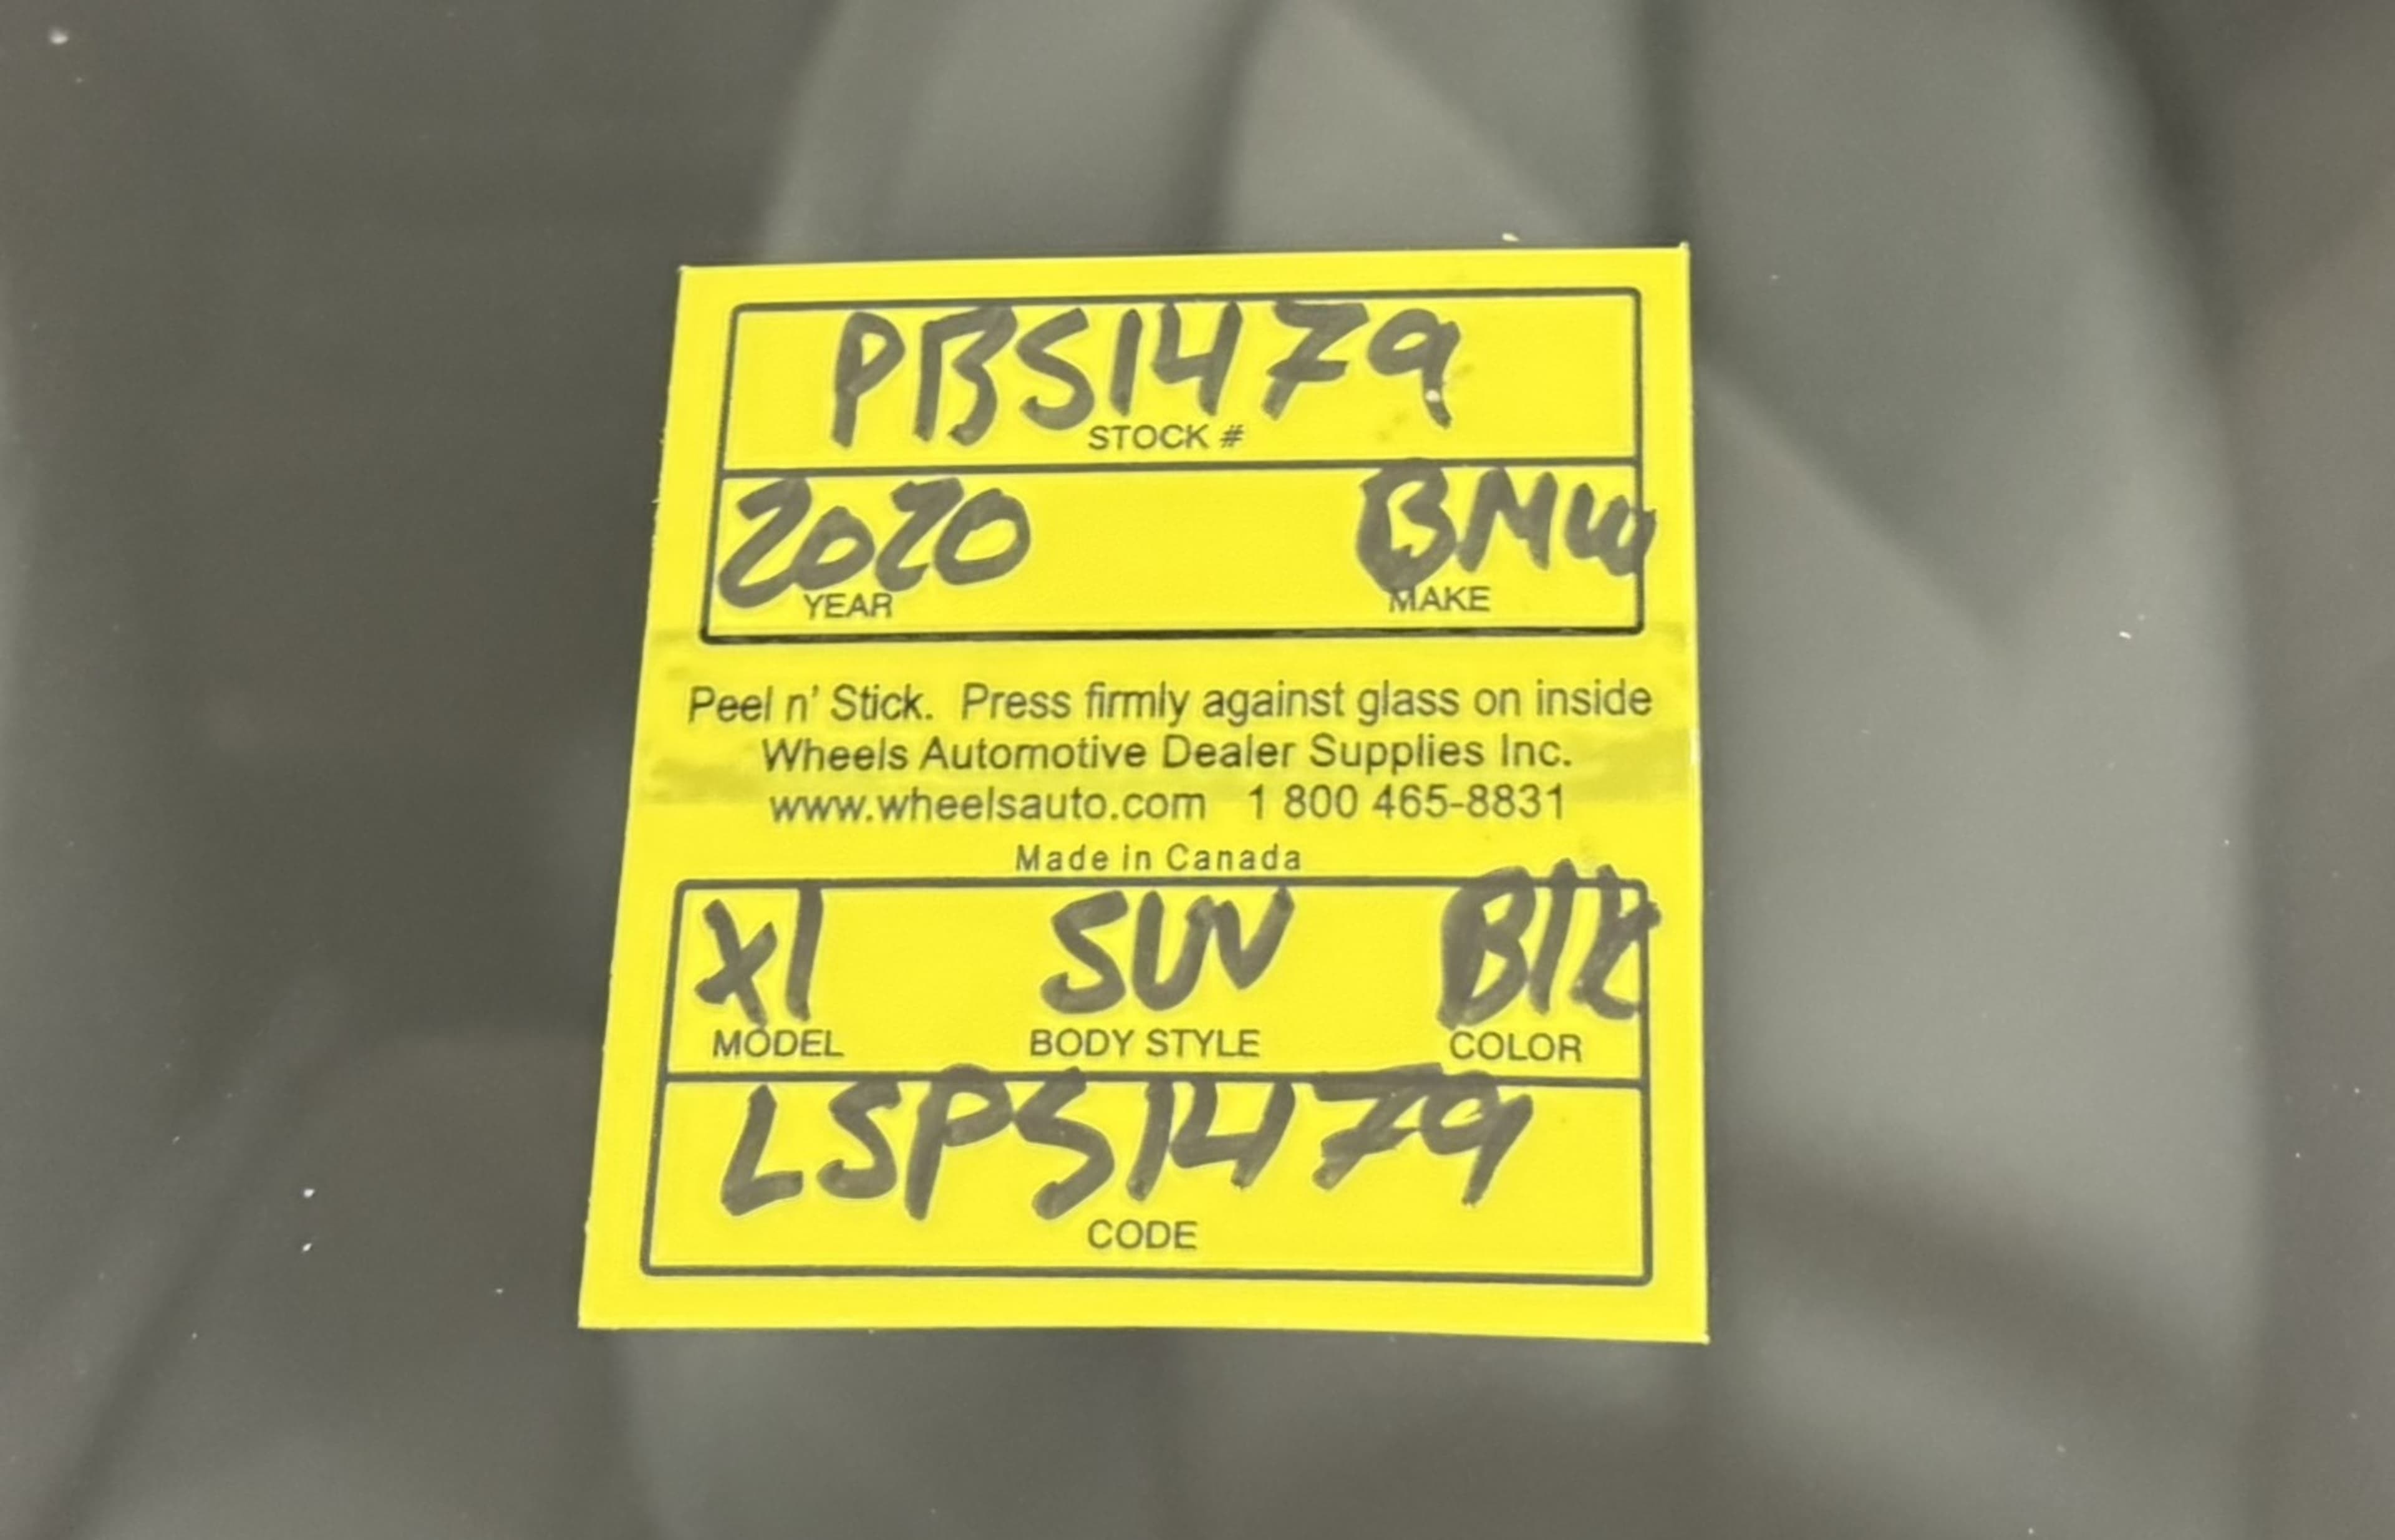 PBS1479
STOCK #
2020 BMW
YEAR MAKE
Peel n' Stick. Press firmly against glass on inside
Wheels Automotive Dealer Supplies Inc.
www.wheelsauto.com 1 800 465-8831
Made in Canada
X1 SUV Blk
MODEL BODY STYLE COLOR
LSPS1479
CODE